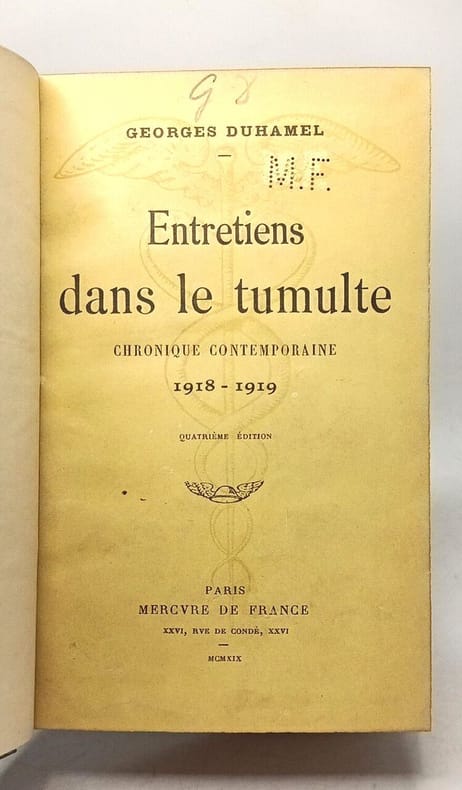 G 8
GEORGES DUHAMEL
M.F.
Entretiens
dans le tumulte
CHRONIQUE CONTEMPORAINE
1918 - 1919
QUATRIÈME ÉDITION
PARIS
MERCVRE DE FRANCE
XXVI, RVE DE CONDÉ, XXVI
MCMXIX